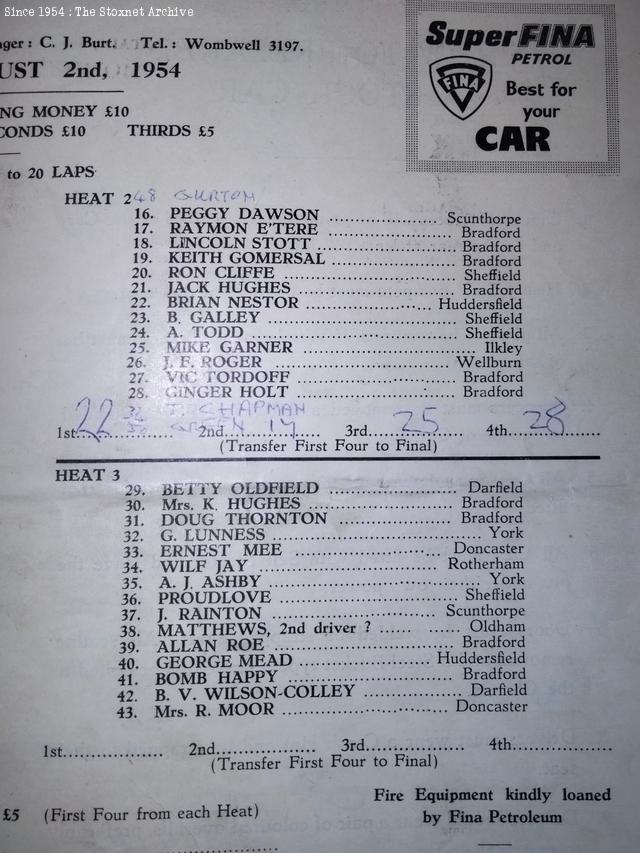 Since 1954 : The Stoxnet Archive
ager: C. J. Burt. Tel.: Wombwell 3197.
UST 2nd, 1954
NG MONEY £10
CONDS £10 THIRDS £5
to 20 LAPS
Super FINA
PETROL
FINA
Best for
your
CAR
HEAT 2 48 GURTON
16. PEGGY DAWSON .................... Scunthorpe
17. RAYMON E'TERE .................... Bradford
18. LINCOLN STOTT .................... Bradford
19. KEITH GOMERSAL .................... Bradford
20. RON CLIFFE .................... Sheffield
21. JACK HUGHES .................... Bradford
22. BRIAN NESTOR .................... Huddersfield
23. B. GALLEY .................... Sheffield
24. A. TODD .................... Sheffield
25. MIKE GARNER .................... Ilkley
26. J. F. ROGER .................... Wellburn
27. VIC TORDOFF .................... Bradford
28. GINGER HOLT .................... Bradford
CHAPMAN
1st 22 2nd 14 3rd 25 4th 28
(Transfer First Four to Final)
HEAT 3
29. BETTY OLDFIELD .................... Darfield
30. Mrs. K. HUGHES .................... Bradford
31. DOUG THORNTON .................... Bradford
32. G. LUNNESS .................... York
33. ERNEST MEE .................... Doncaster
34. WILF JAY .................... Rotherham
35. A. J. ASHBY .................... York
36. PROUDLOVE .................... Sheffield
37. J. RAINTON .................... Scunthorpe
38. MATTHEWS, 2nd driver ? ...... ...... Oldham
39. ALLAN ROE .................... Bradford
40. GEORGE MEAD .................... Huddersfield
41. BOMB HAPPY .................... Bradford
42. B. V. WILSON-COLLEY .................... Darfield
43. Mrs. R. MOOR .................... Doncaster
1st.................. 2nd.................. 3rd.................. 4th..................
(Transfer First Four to Final)
£5 (First Four from each Heat)
Fire Equipment kindly loaned
by Fina Petroleum